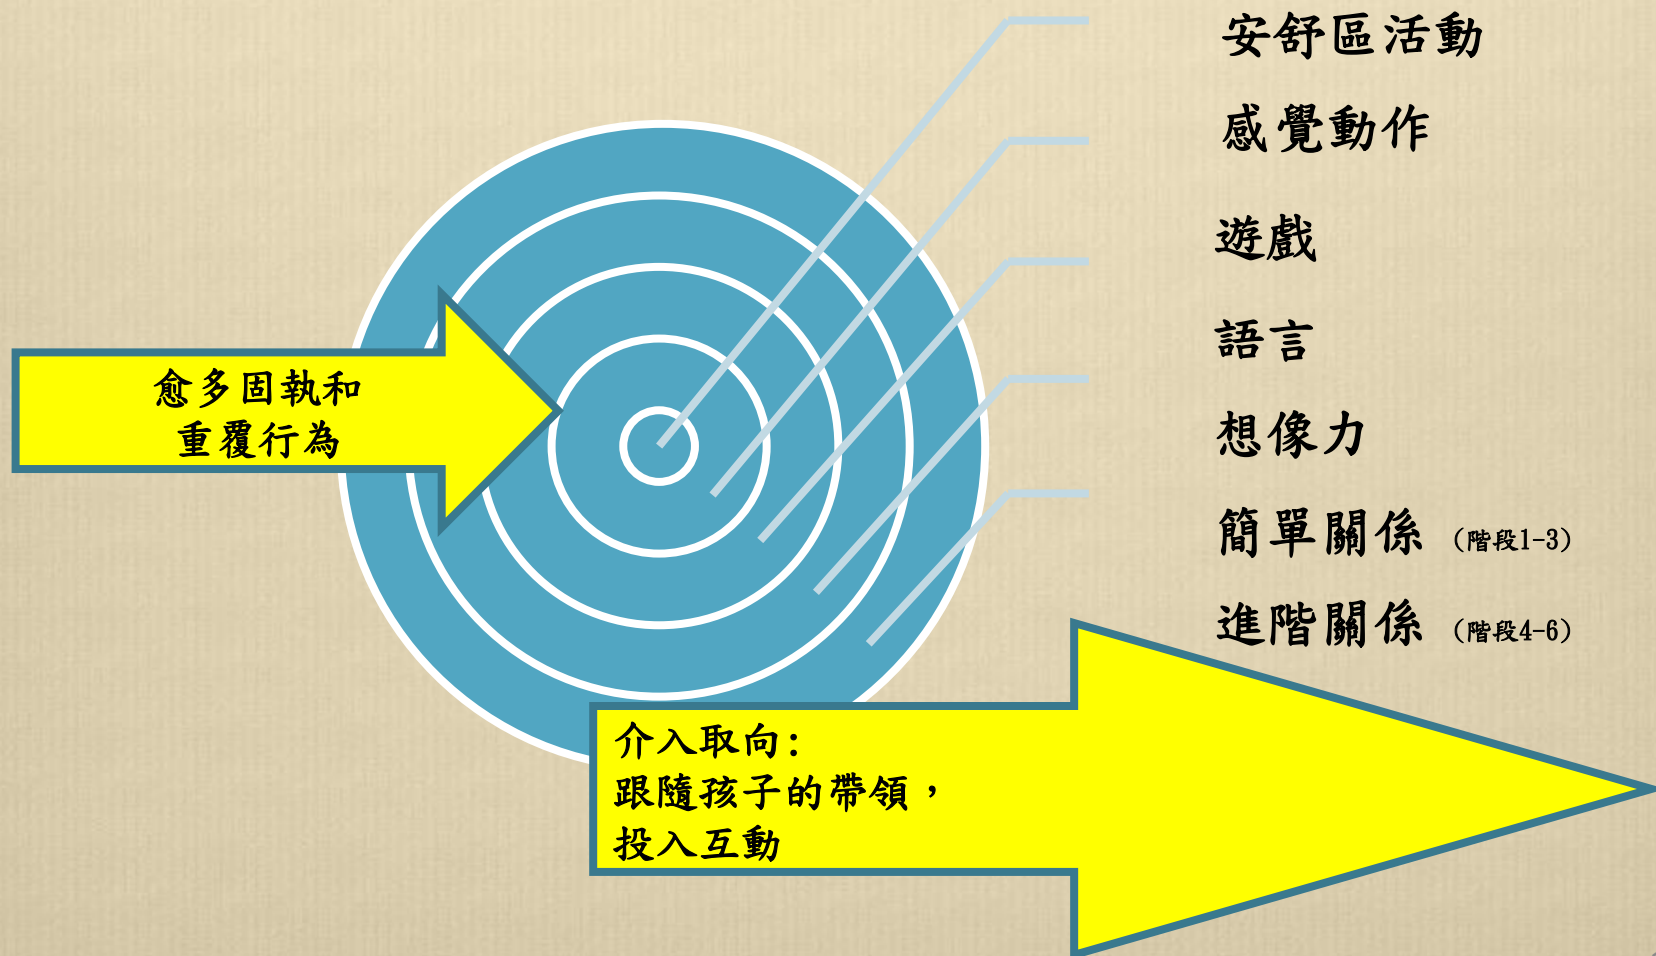 安舒區活動
感覺動作
遊戲
語言
想像力
簡單關係 (階段1-3)
進階關係 (階段4-6)
愈多固執和
重覆行為
介入取向:
跟隨孩子的帶領，
投入互動